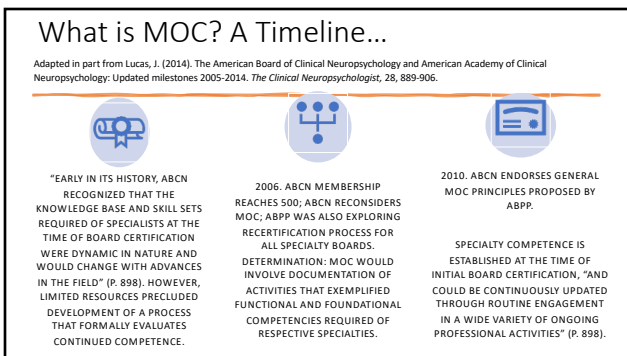 What is MOC? A Timeline…
Adapted in part from Lucas, J. (2014). The American Board of Clinical Neuropsychology and American Academy of Clinical
Neuropsychology: Updated milestones 2005-2014. The Clinical Neuropsychologist, 28, 889-906.
“EARLY IN ITS HISTORY, ABCN
RECOGNIZED THAT THE
KNOWLEDGE BASE AND SKILL SETS
REQUIRED OF SPECIALISTS AT THE
TIME OF BOARD CERTIFICATION
WERE DYNAMIC IN NATURE AND
WOULD CHANGE WITH ADVANCES
IN THE FIELD” (P. 898). HOWEVER,
LIMITED RESOURCES PRECLUDED
DEVELOPMENT OF A PROCESS
THAT FORMALLY EVALUATES
CONTINUED COMPETENCE.
2006. ABCN MEMBERSHIP
REACHES 500; ABCN RECONSIDERS
MOC; ABPP WAS ALSO EXPLORING
RECERTIFICATION PROCESS FOR
ALL SPECIALTY BOARDS.
DETERMINATION: MOC WOULD
INVOLVE DOCUMENTATION OF
ACTIVITIES THAT EXEMPLIFIED
FUNCTIONAL AND FOUNDATIONAL
COMPETENCIES REQUIRED OF
RESPECTIVE SPECIALTIES.
2010. ABCN ENDORSES GENERAL
MOC PRINCIPLES PROPOSED BY
ABPP.
SPECIALTY COMPETENCE IS
ESTABLISHED AT THE TIME OF
INITIAL BOARD CERTIFICATION, “AND
COULD BE CONTINUOUSLY UPDATED
THROUGH ROUTINE ENGAGEMENT
IN A WIDE VARIETY OF ONGOING
PROFESSIONAL ACTIVITIES” (P. 898).